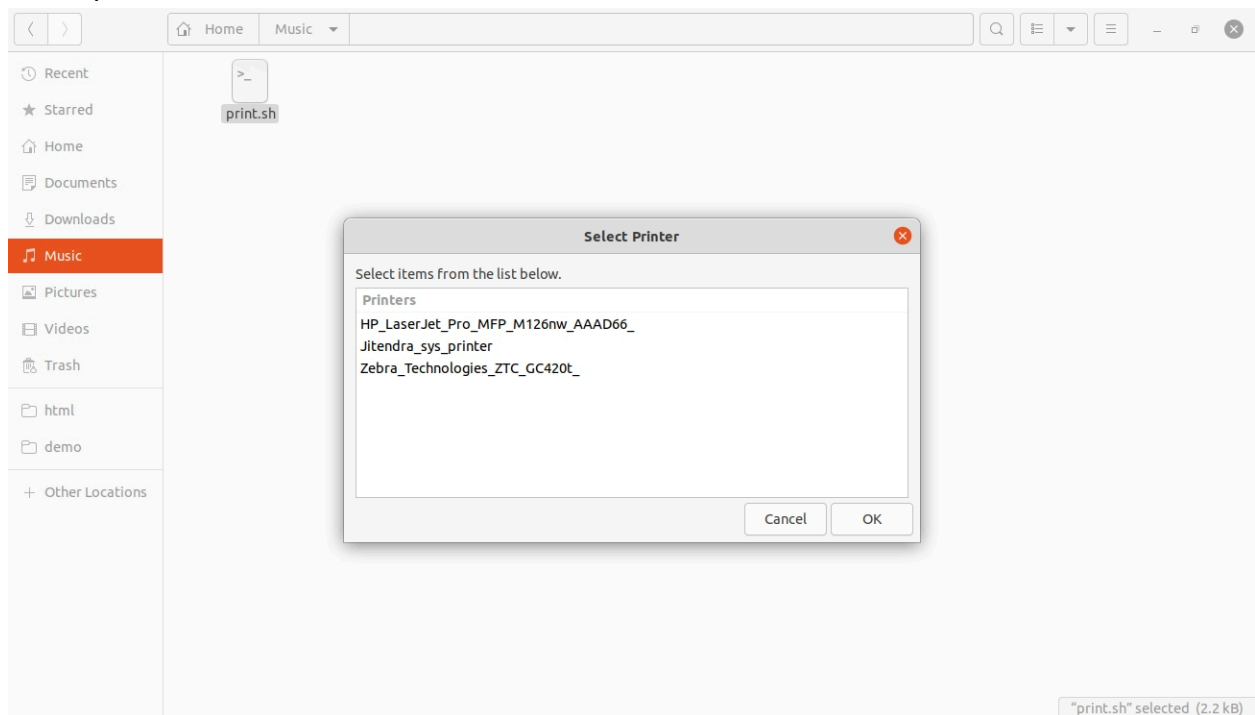 Home Music
Recent
Starred
Home
Documents
Downloads
Music
Pictures
Videos
Trash
html
demo
+ Other Locations
>_
print.sh
Select Printer
Select items from the list below.
Printers
HP_LaserJet_Pro_MFP_M126nw_AAAD66_
Jitendra_sys_printer
Zebra_Technologies_ZTC_GC420t_
Cancel OK
"print.sh" selected (2.2 kB)